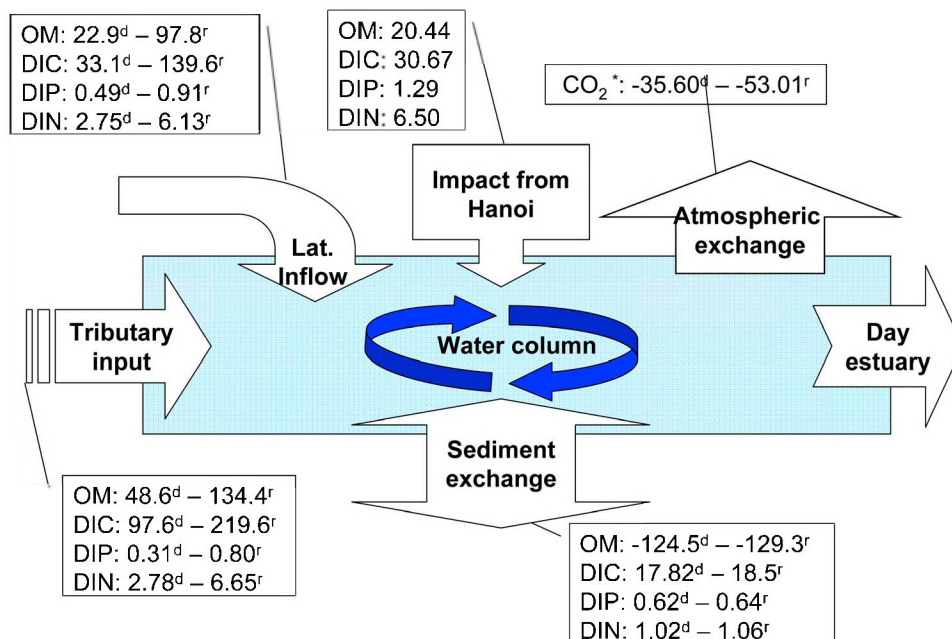 OM: 22.9ᵈ – 97.8ʳ
DIC: 33.1ᵈ – 139.6ʳ
DIP: 0.49ᵈ – 0.91ʳ
DIN: 2.75ᵈ – 6.13ʳ
OM: 20.44
DIC: 30.67
DIP: 1.29
DIN: 6.50
CO₂ *: -35.60ᵈ – -53.01ʳ
Impact from
Hanoi
Atmospheric
exchange
Lat.
Inflow
Tributary
input
Water column
Day
estuary
Sediment
exchange
OM: 48.6ᵈ – 134.4ʳ
DIC: 97.6ᵈ – 219.6ʳ
DIP: 0.31ᵈ – 0.80ʳ
DIN: 2.78ᵈ – 6.65ʳ
OM: -124.5ᵈ – -129.3ʳ
DIC: 17.82ᵈ – 18.5ʳ
DIP: 0.62ᵈ – 0.64ʳ
DIN: 1.02ᵈ – 1.06ʳ